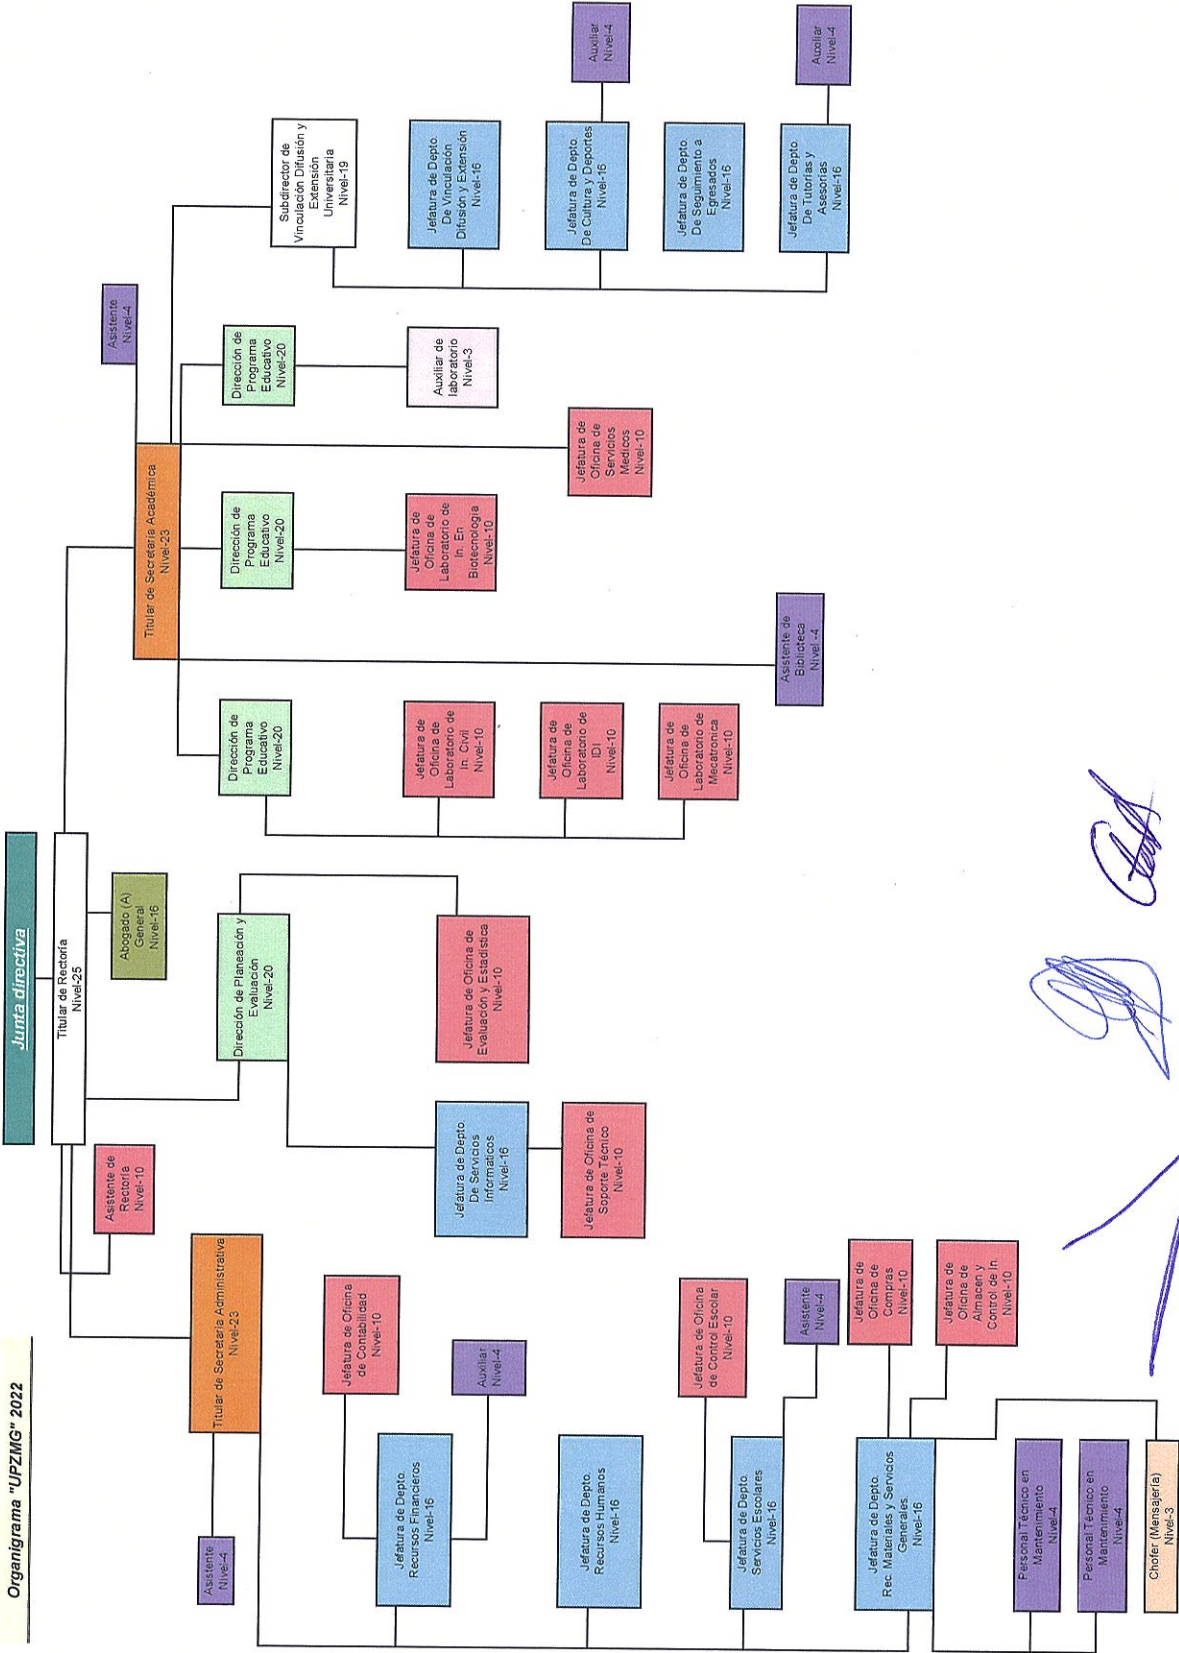 Organigrama "UPZMG" 2022
Junta directiva
Titular de Rectoría
Nivel-25
Asistente de
Rectoría
Nivel-10
Abogado (A)
General
Nivel-16
Titular de Secretaría Administrativa
Nivel-23
Asistente
Nivel-4
Jefatura de Oficina
de Contabilidad
Nivel-10
Jefatura de Depto.
Recursos Financieros
Nivel-16
Auxiliar
Nivel-4
Jefatura de Depto.
Recursos Humanos
Nivel-16
Jefatura de Oficina
de Control Escolar
Nivel-10
Jefatura de Depto.
Servicios Escolares
Nivel-16
Asistente
Nivel-4
Jefatura de Depto.
Rec. Materiales y Servicios
Generales.
Nivel-16
Jefatura de
Oficina de
Compras
Nivel-10
Jefatura de
Oficina de
Almacen y
Control de In.
Nivel-10
Personal Técnico en
Mantenimiento
Nivel-4
Personal Técnico en
Mantenimiento
Nivel-4
Chofer (Mensajería)
Nivel-3
Dirección de Planeación y
Evaluación
Nivel-20
Jefatura de Depto.
De Servicios
Informaticos
Nivel-16
Jefatura de Oficina de
Soporte Técnico
Nivel-10
Jefatura de Oficina de
Evaluación y Estadística
Nivel-10
Titular de Secretaría Académica
Nivel-23
Asistente
Nivel-4
Dirección de
Programa
Educativo
Nivel-20
Jefatura de
Oficina de
Laboratorio de
In. Civil
Nivel-10
Jefatura de
Oficina de
Laboratorio de
IDI
Nivel-10
Jefatura de
Oficina de
Laboratorio de
Mecatronica
Nivel-10
Asistente de
Biblioteca
Nivel -4
Dirección de
Programa
Educativo
Nivel-20
Jefatura de
Oficina de
Laboratorio de
In. En
Biotecnología
Nivel-10
Jefatura de
Oficina de
Servicios
Medicos
Nivel-10
Dirección de
Programa
Educativo
Nivel-20
Auxiliar de
laboratorio
Nivel-3
Subdirector de
Vinculación Difusión y
Extensión
Universitaria
Nivel-19
Jefatura de Depto.
De Vinculación
Difusión y Extensión
Nivel-16
Jefatura de Depto.
De Cultura y Deportes
Nivel-16
Auxiliar
Nivel-4
Jefatura de Depto.
De Seguimiento a
Egresados
Nivel-16
Jefatura de Depto.
De Tutorías y
Asesorías
Nivel-16
Auxiliar
Nivel-4